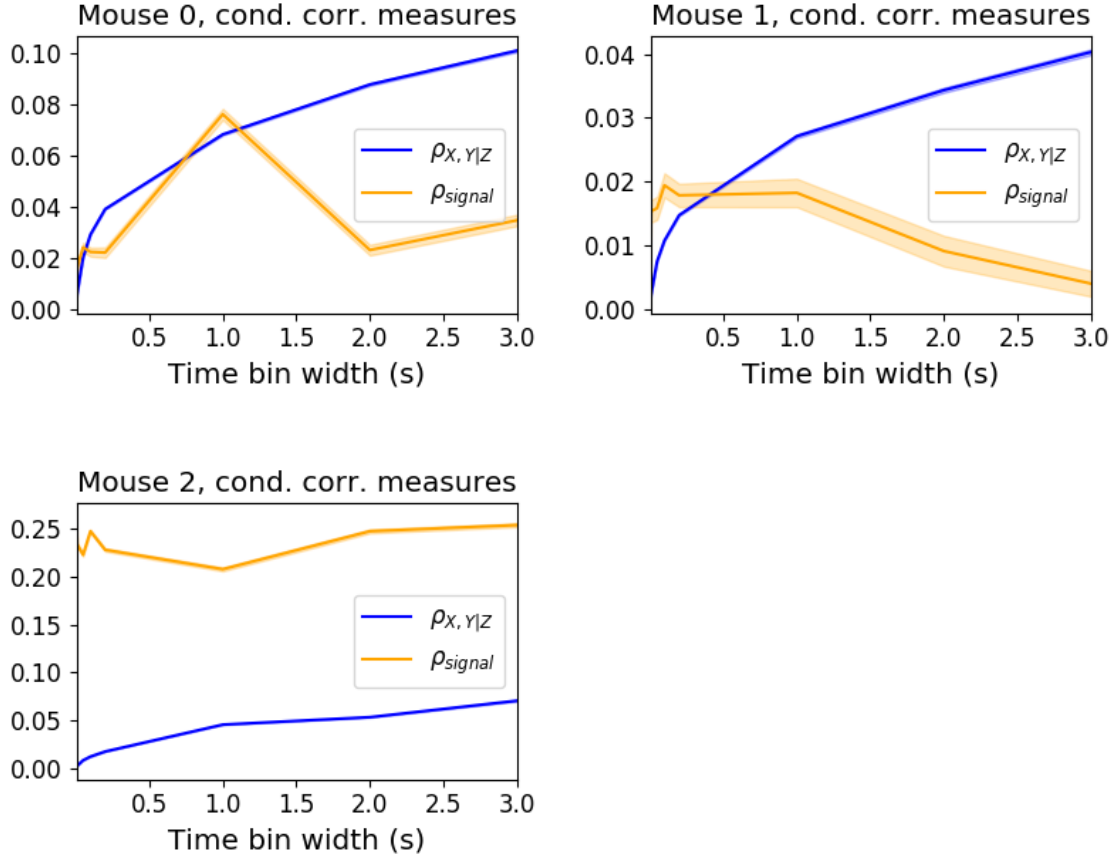 Mouse 0, cond. corr. measures
0.10
0.08
0.06
0.04
0.02
0.00
ρX, Y|Z
ρsignal
0.5 1.0 1.5 2.0 2.5 3.0
Time bin width (s)
Mouse 1, cond. corr. measures
0.04
0.03
0.02
0.01
0.00
ρX, Y|Z
ρsignal
0.5 1.0 1.5 2.0 2.5 3.0
Time bin width (s)
Mouse 2, cond. corr. measures
0.25
0.20
0.15
0.10
0.05
0.00
ρX, Y|Z
ρsignal
0.5 1.0 1.5 2.0 2.5 3.0
Time bin width (s)